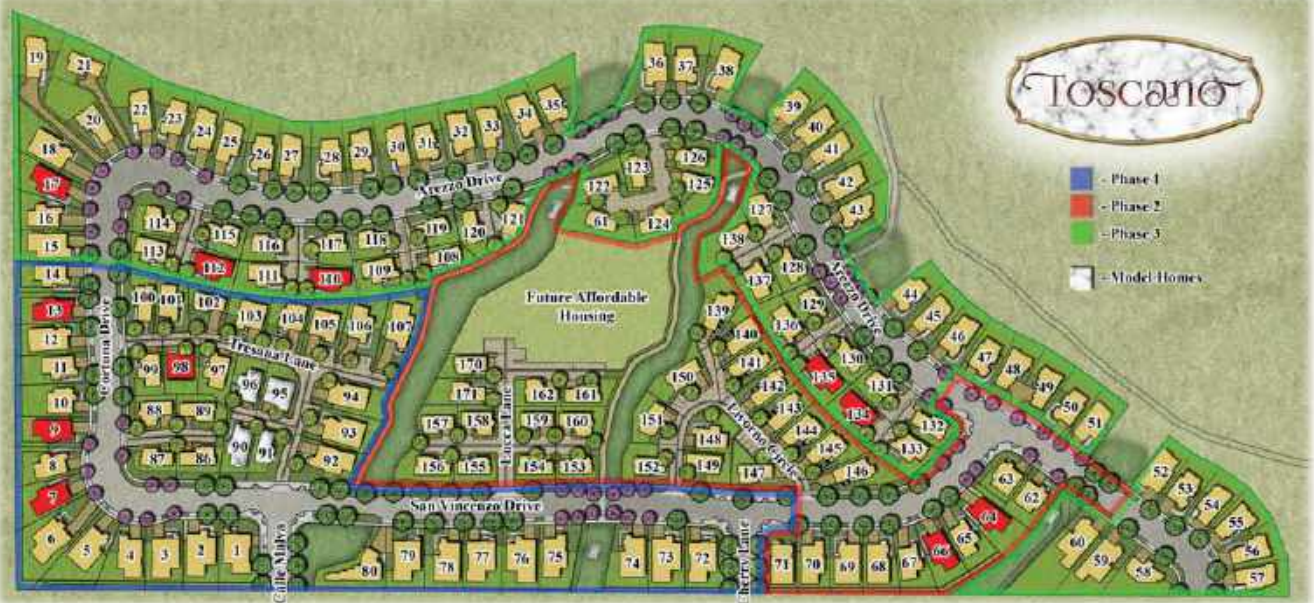 Toscano
- Phase 1
- Phase 2
- Phase 3
- Model Homes
36 37 38
19 21
39
22 23 24 25 26 27 28 29 30 31 32 33 34 35
40
20
41
18
17
123 126
42
Arezzo Drive
122 125
43
16
114 115 116 117 118 119 120 121
61 124
127
15
113 112 111 110 109 108
138
128
Arezzo Drive
14
137
44
13
100 101 102 103 104 105 106 107
Future Affordable
Housing
139
129
45
12
Cortuna Drive
Tresana Lane
140
136
46
11
99 98 97 96 95 94
170
150
141
135
130
47 48 49 50 51
10
171
162 161
142
131
9
88 89 90 91 93
157 158
Lucca Lane
159 160
151
148
143
134
132
8
87 86 92
156 155 154 153
152 149 147
Livorno Circle
144 145 146
133
7
63 62
52 53 54 55 56 57
San Vincenzo Drive
64
6 5 4 3 2 1
Calle Malva
80 79 78 77 76 75 74 73 72
Cherry Lane
71 70 69 68 67 66 65
60 59 58